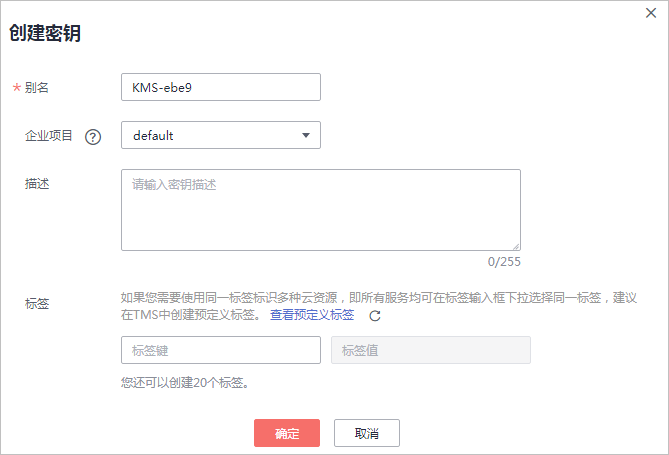 创建密钥
* 别名
KMS-ebe9
企业项目 ?
default
描述
请输入密钥描述
0/255
标签
如果您需要使用同一标签标识多种云资源，即所有服务均可在标签输入框下拉选择同一标签，建议
在TMS中创建预定义标签。 查看预定义标签
标签键
标签值
您还可以创建20个标签。
确定
取消